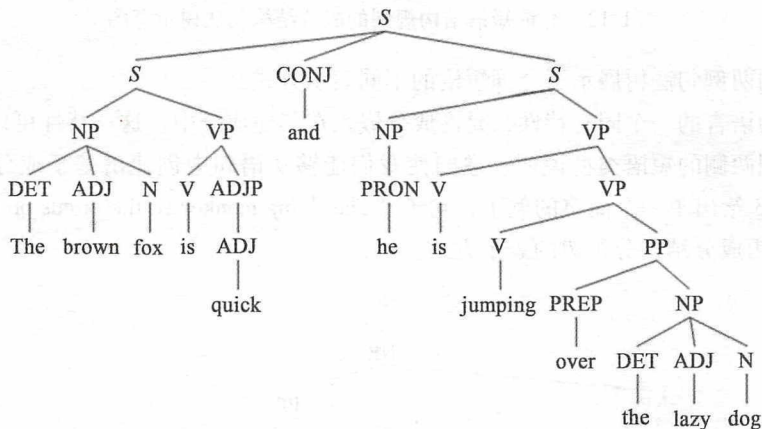 S
S CONJ S
NP VP and NP VP
DET ADJ N V ADJP PRON V VP
The brown fox is ADJ he is V PP
quick jumping PREP NP
over DET ADJ N
the lazy dog